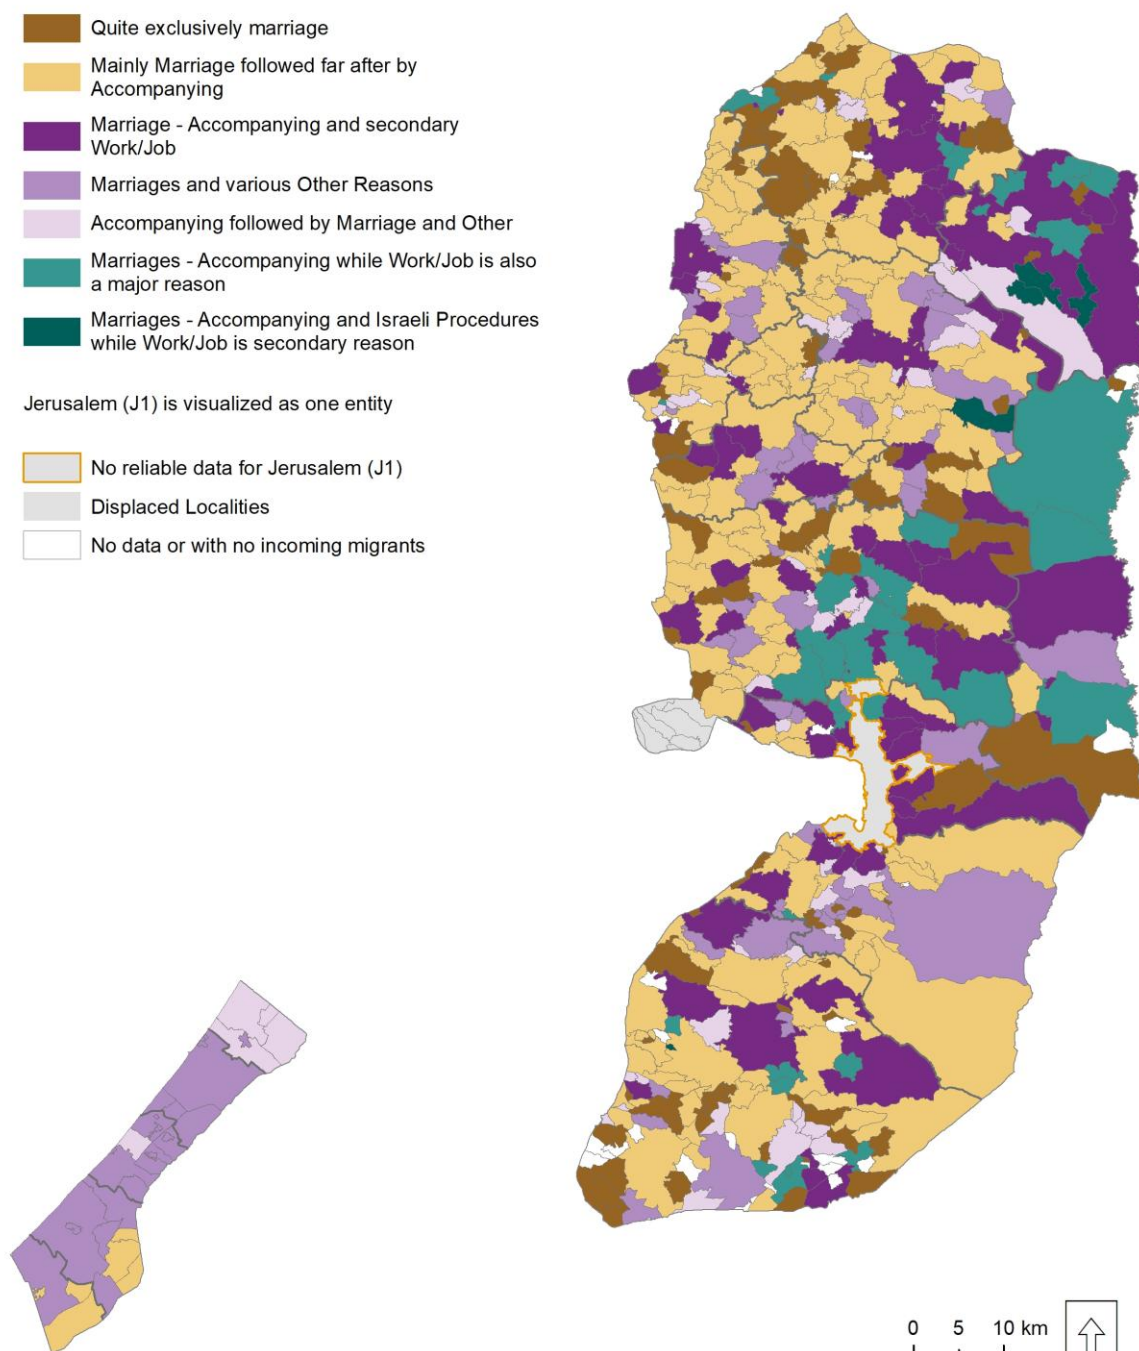 Quite exclusively marriage
Mainly Marriage followed far after by
Accompanying
Marriage - Accompanying and secondary
Work/Job
Marriages and various Other Reasons
Accompanying followed by Marriage and Other
Marriages - Accompanying while Work/Job is also
a major reason
Marriages - Accompanying and Israeli Procedures
while Work/Job is secondary reason
Jerusalem (J1) is visualized as one entity
No reliable data for Jerusalem (J1)
Displaced Localities
No data or with no incoming migrants
0 5 10 km